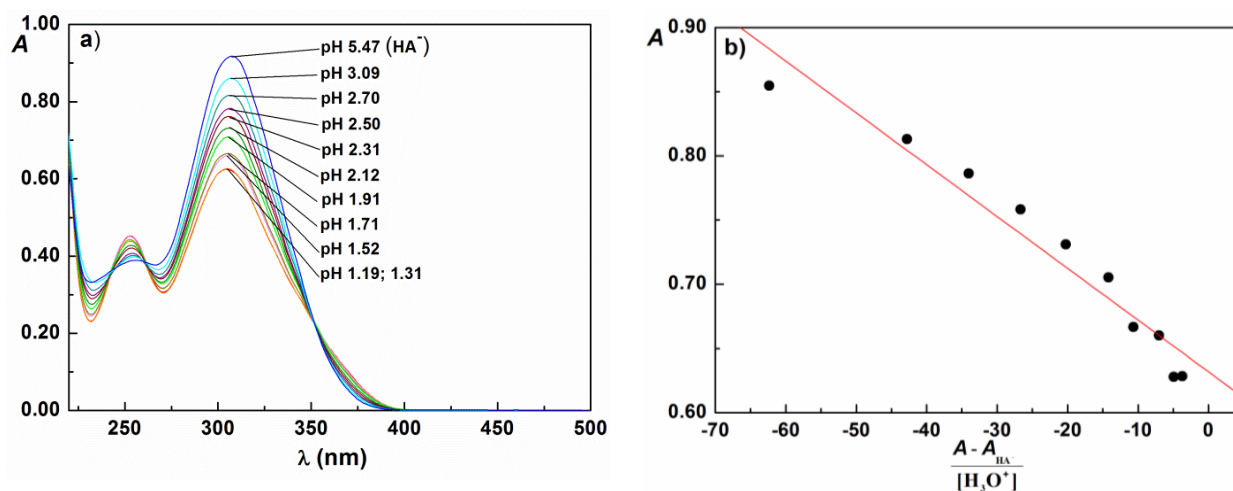 a)
A
1.00
0.80
0.60
0.40
0.20
0.00
pH 5.47 (HA⁻)
pH 3.09
pH 2.70
pH 2.50
pH 2.31
pH 2.12
pH 1.91
pH 1.71
pH 1.52
pH 1.19; 1.31
250 300 350 400 450 500
λ (nm)
b)
A
0.90
0.80
0.70
0.60
-70 -60 -50 -40 -30 -20 -10 0
A - A_HA⁻
[H₃O⁺]